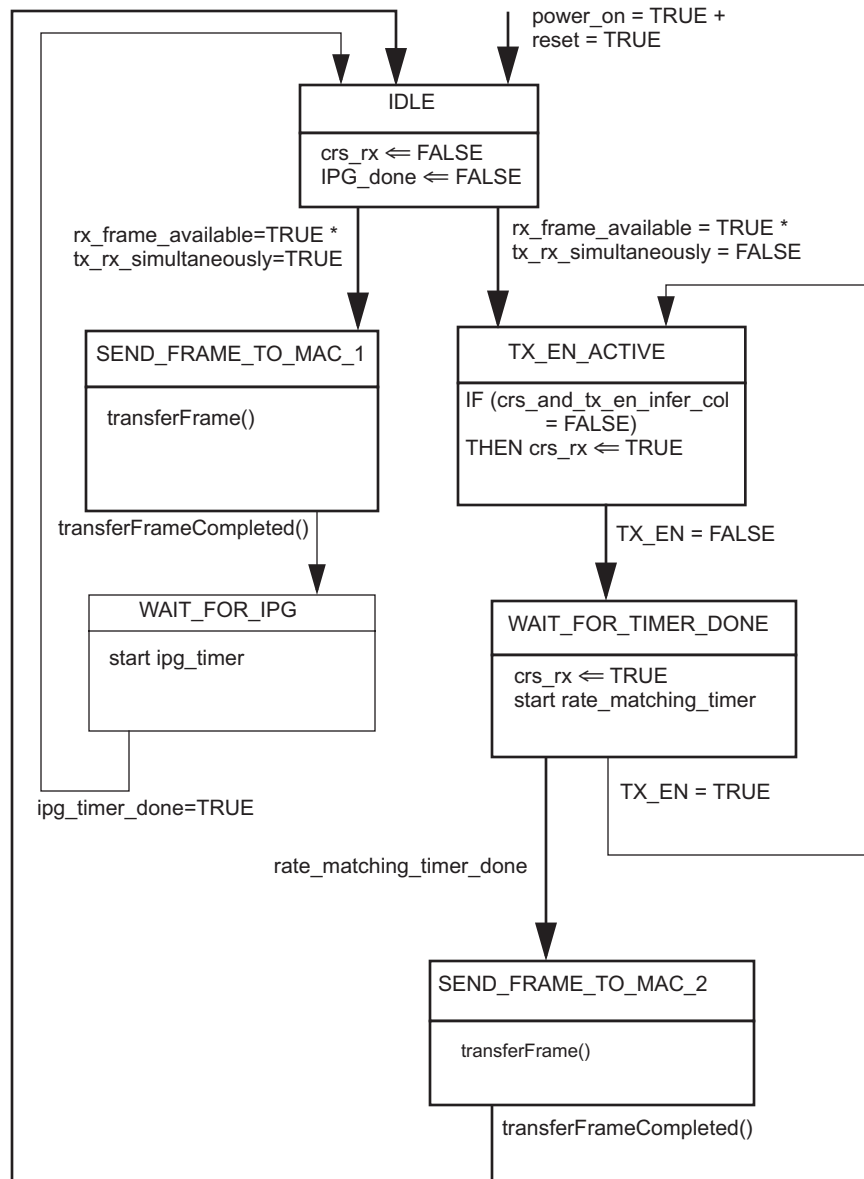 power_on = TRUE +
reset = TRUE
IDLE
crs_rx ⇐ FALSE
IPG_done ⇐ FALSE
rx_frame_available=TRUE *
tx_rx_simultaneously=TRUE
rx_frame_available = TRUE *
tx_rx_simultaneously = FALSE
SEND_FRAME_TO_MAC_1
transferFrame()
TX_EN_ACTIVE
IF (crs_and_tx_en_infer_col
= FALSE)
THEN crs_rx ⇐ TRUE
transferFrameCompleted()
TX_EN = FALSE
WAIT_FOR_IPG
start ipg_timer
WAIT_FOR_TIMER_DONE
crs_rx ⇐ TRUE
start rate_matching_timer
ipg_timer_done=TRUE
TX_EN = TRUE
rate_matching_timer_done
SEND_FRAME_TO_MAC_2
transferFrame()
transferFrameCompleted()